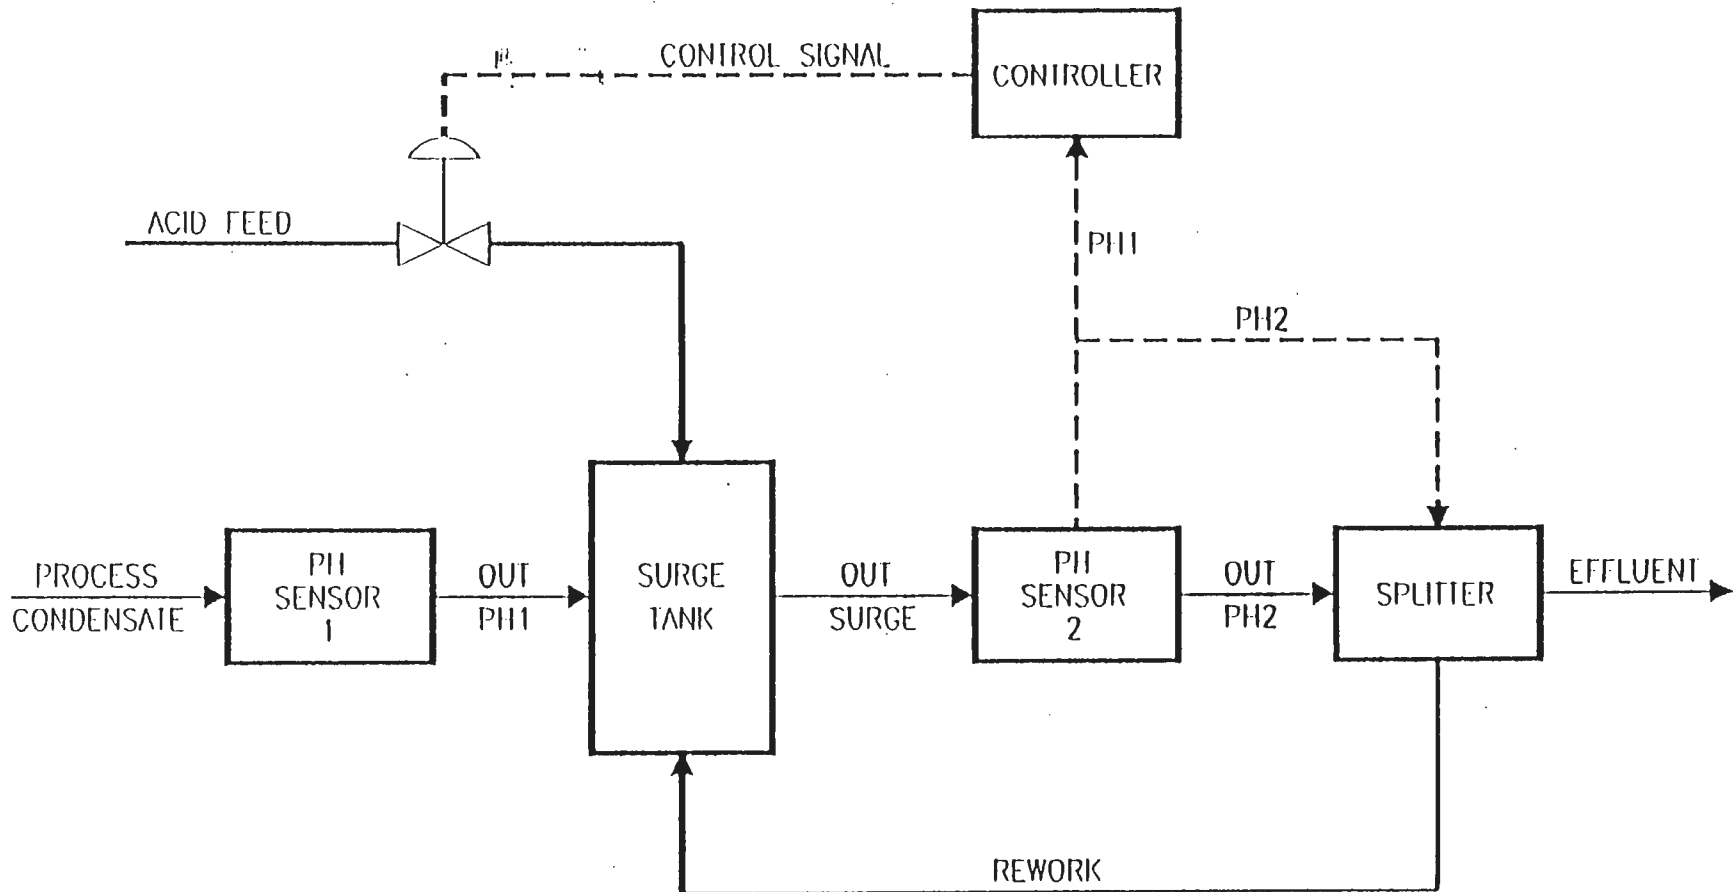 CONTROL SIGNAL
CONTROLLER
ACID FEED
PH1
PH2
PROCESS
CONDENSATE
PH
SENSOR
1
OUT
PH1
SURGE
TANK
OUT
SURGE
PH
SENSOR
2
OUT
PH2
SPLITTER
EFFLUENT
REWORK